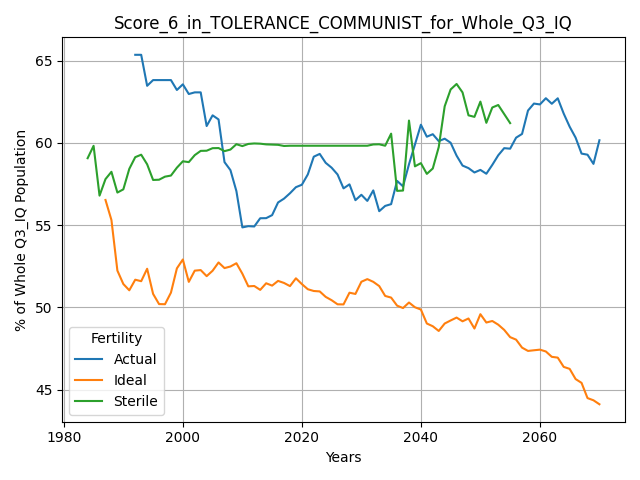 Score_6_in_TOLERANCE_COMMUNIST_for_Whole_Q3_IQ
% of Whole Q3_IQ Population
65
60
55
50
45
Fertility
Actual
Ideal
Sterile
1980 2000 2020 2040 2060
Years